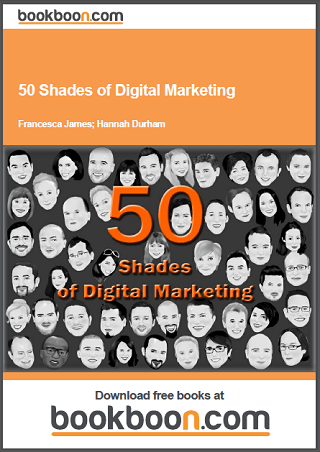 bookboon.com
50 Shades of Digital Marketing
Francesca James; Hannah Durham
50
Shades
of Digital Marketing
Download free books at
bookboon.com